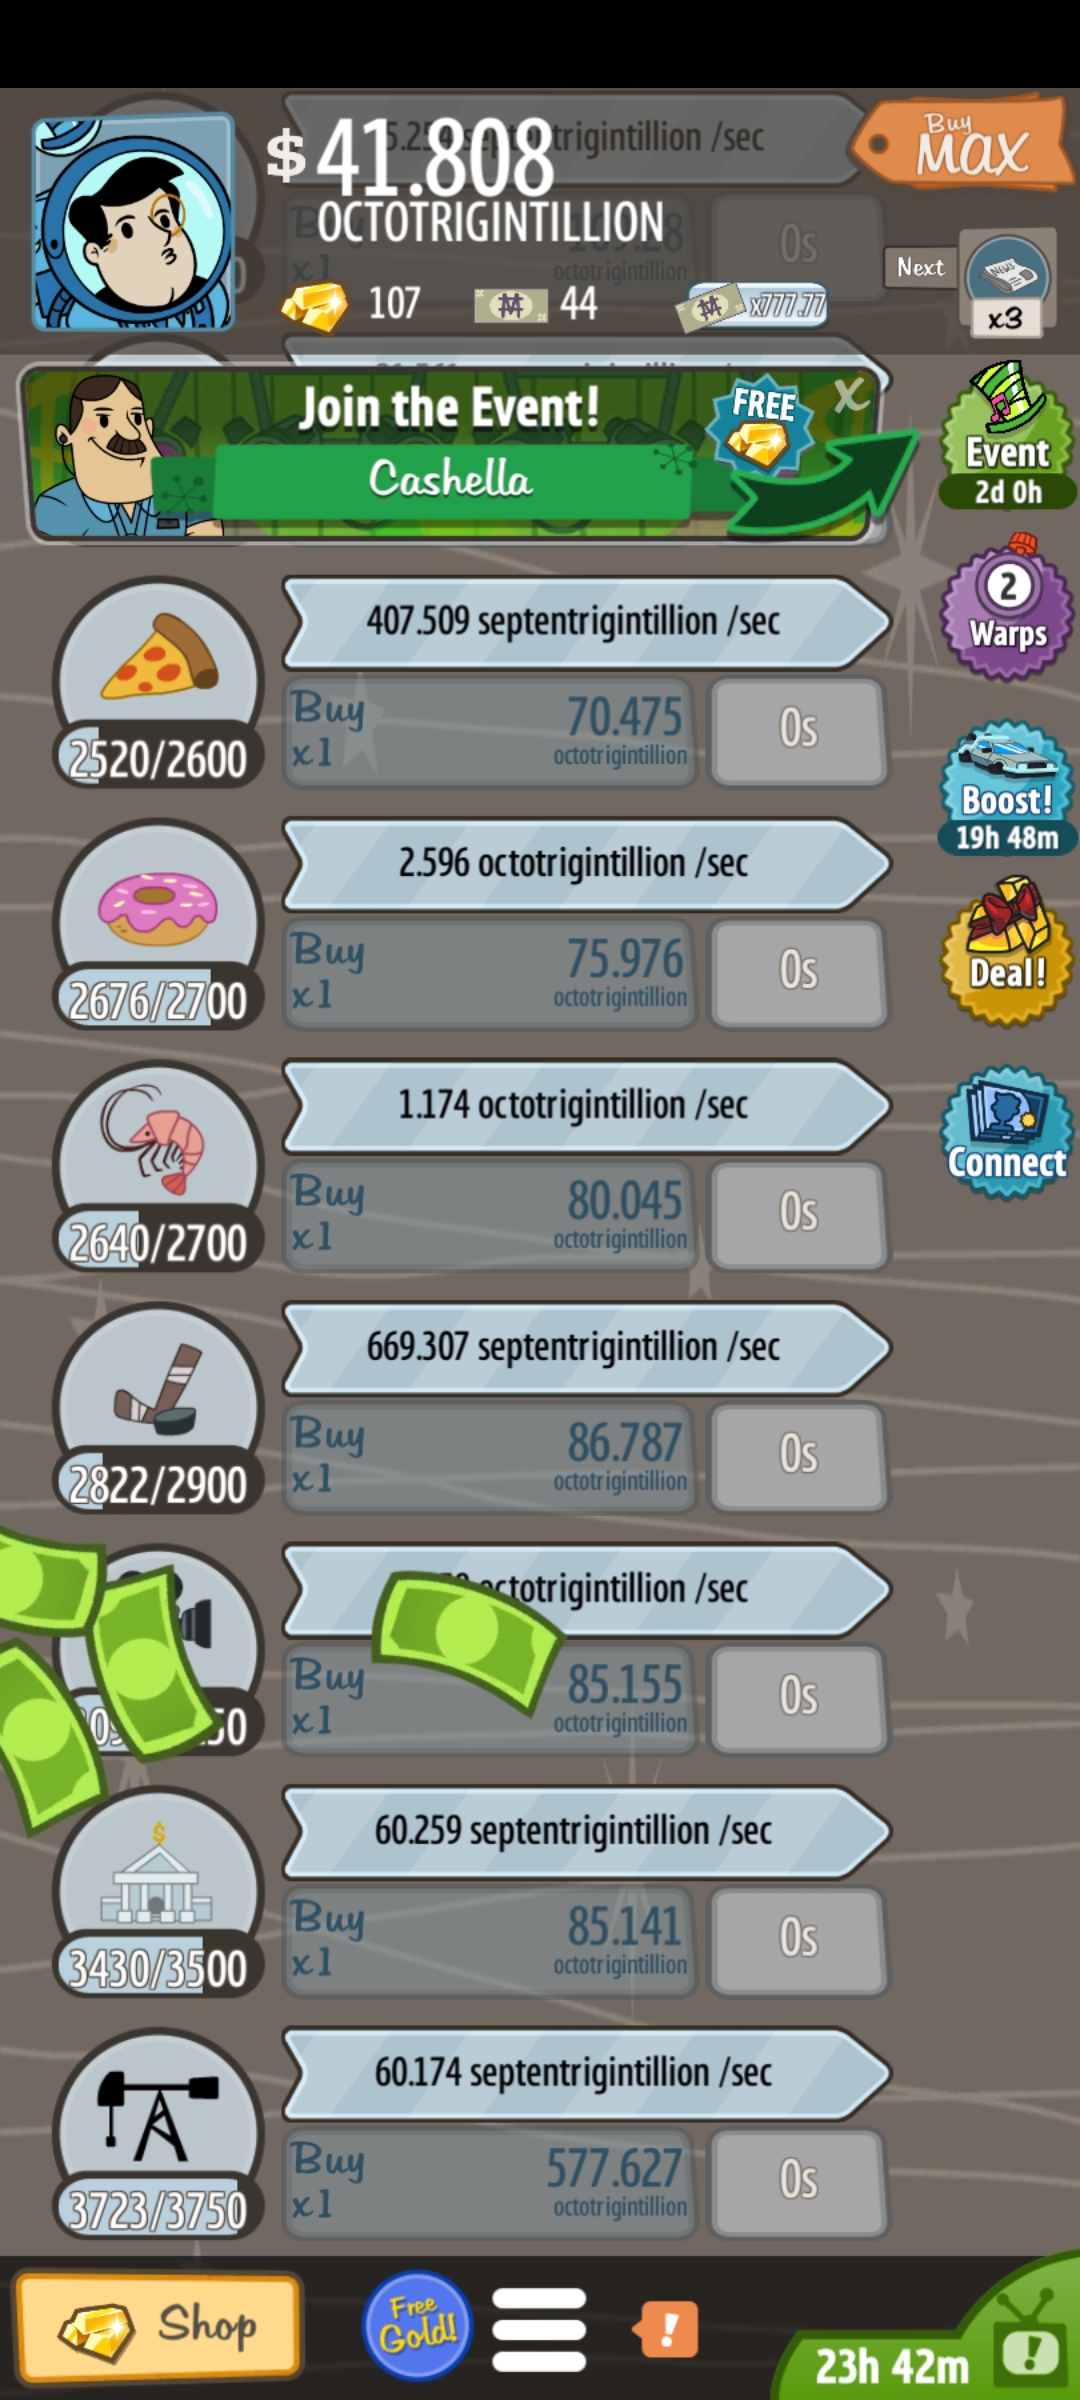 $ 41.808
OCTOTRIGINTILLION
/sec
Buy
MAX
0s
x1
octotrigintillion
107
44
x777.77
Next
NEWS
x3
Join the Event!
FREE
X
Cashella
Event
2d 0h
407.509 septentrigintillion /sec
2520/2600
Buy
x1
70.475
octotrigintillion
0s
2
Warps
2.596 octotrigintillion /sec
2676/2700
Buy
x1
75.976
octotrigintillion
0s
Boost!
19h 48m
Deal!
1.174 octotrigintillion /sec
2640/2700
Buy
x1
80.045
octotrigintillion
0s
Connect
669.307 septentrigintillion /sec
2822/2900
Buy
x1
86.787
octotrigintillion
0s
octotrigintillion /sec
Buy
x1
85.155
octotrigintillion
0s
$
60.259 septentrigintillion /sec
3430/3500
Buy
x1
85.141
octotrigintillion
0s
60.174 septentrigintillion /sec
3723/3750
Buy
x1
577.627
octotrigintillion
0s
Shop
Free
Gold!
!
23h 42m
!